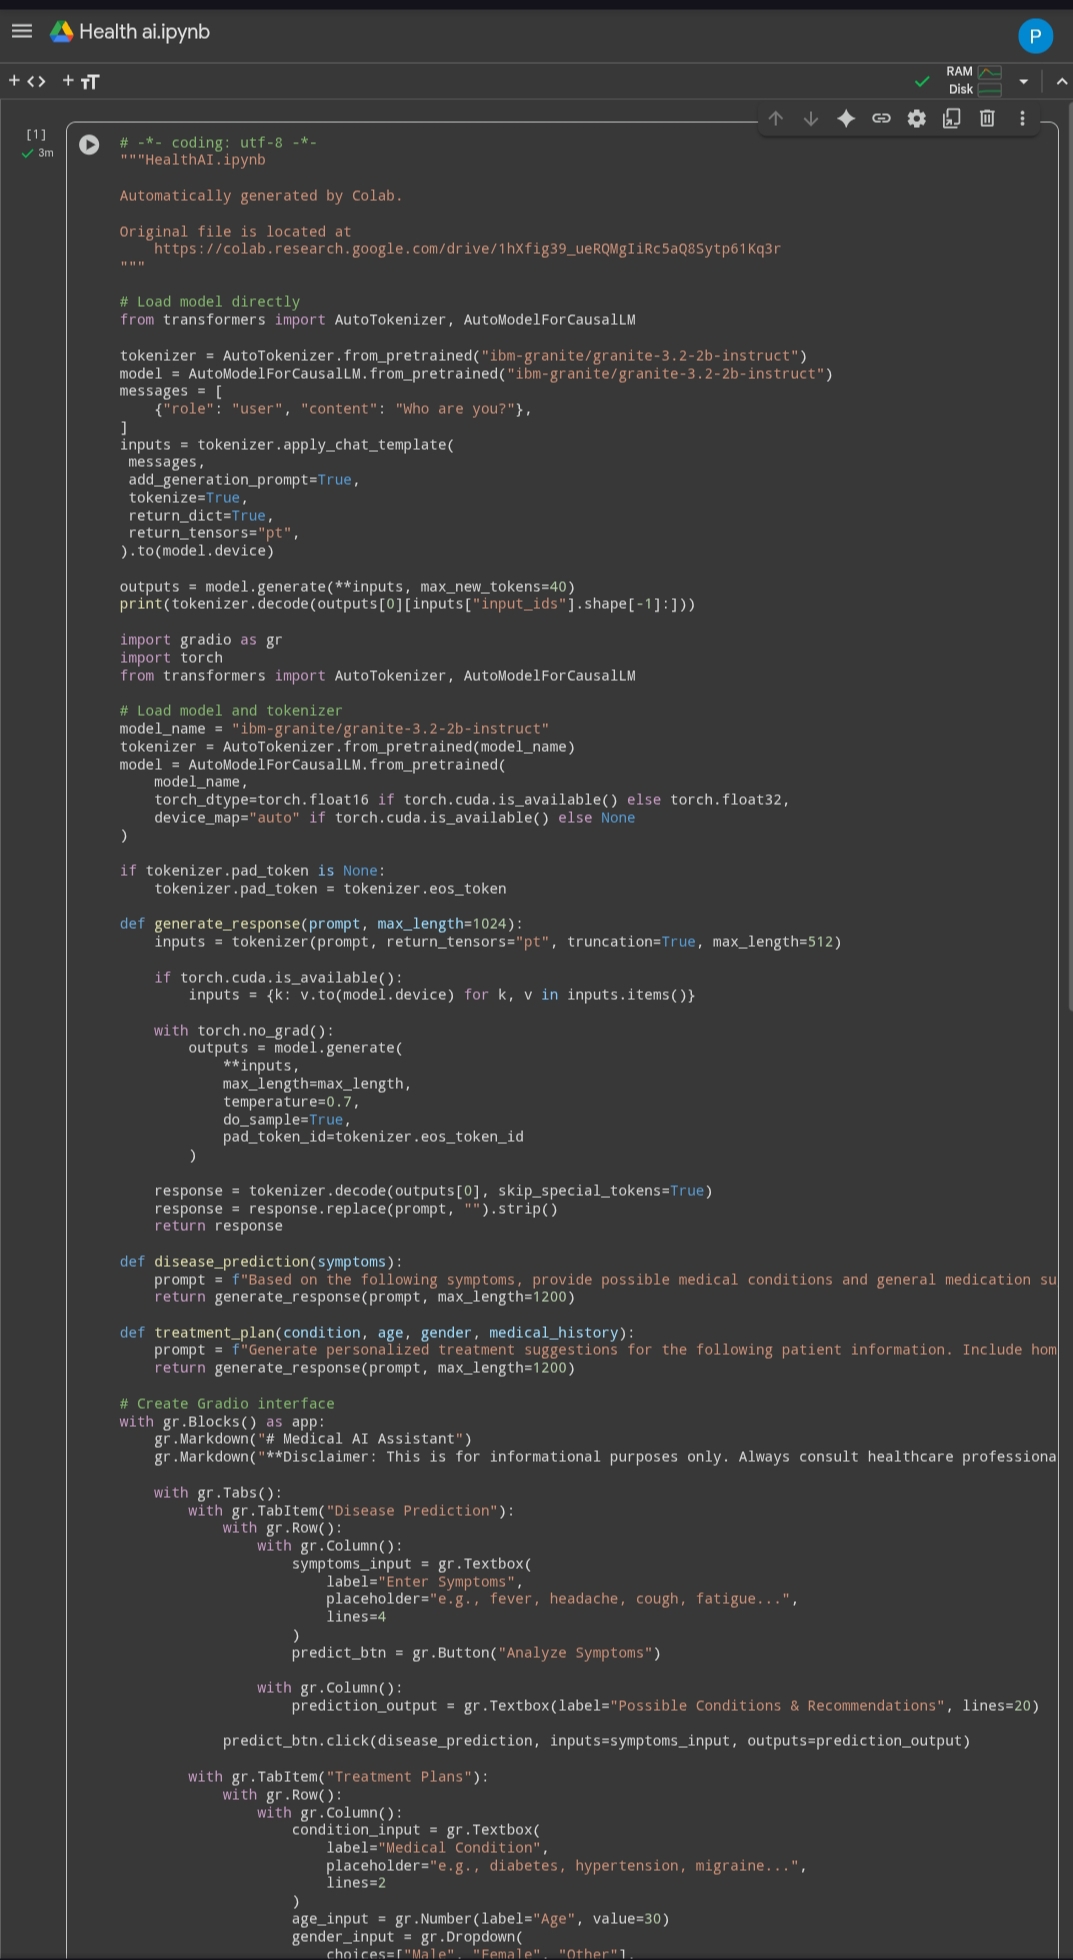 Health ai.ipynb
P
+ <> + TT
RAM
Disk
[1]
3m
# -*- coding: utf-8 -*-
"""HealthAI.ipynb

Automatically generated by Colab.

Original file is located at
    https://colab.research.google.com/drive/1hXfig39_ueRQMgIiRc5aQ8Sytp61Kq3r
"""

# Load model directly
from transformers import AutoTokenizer, AutoModelForCausalLM

tokenizer = AutoTokenizer.from_pretrained("ibm-granite/granite-3.2-2b-instruct")
model = AutoModelForCausalLM.from_pretrained("ibm-granite/granite-3.2-2b-instruct")
messages = [
    {"role": "user", "content": "Who are you?"},
]
inputs = tokenizer.apply_chat_template(
 messages,
 add_generation_prompt=True,
 tokenize=True,
 return_dict=True,
 return_tensors="pt",
).to(model.device)

outputs = model.generate(**inputs, max_new_tokens=40)
print(tokenizer.decode(outputs[0][inputs["input_ids"].shape[-1]:]))

import gradio as gr
import torch
from transformers import AutoTokenizer, AutoModelForCausalLM

# Load model and tokenizer
model_name = "ibm-granite/granite-3.2-2b-instruct"
tokenizer = AutoTokenizer.from_pretrained(model_name)
model = AutoModelForCausalLM.from_pretrained(
    model_name,
    torch_dtype=torch.float16 if torch.cuda.is_available() else torch.float32,
    device_map="auto" if torch.cuda.is_available() else None
)

if tokenizer.pad_token is None:
    tokenizer.pad_token = tokenizer.eos_token

def generate_response(prompt, max_length=1024):
    inputs = tokenizer(prompt, return_tensors="pt", truncation=True, max_length=512)

    if torch.cuda.is_available():
        inputs = {k: v.to(model.device) for k, v in inputs.items()}

    with torch.no_grad():
        outputs = model.generate(
            **inputs,
            max_length=max_length,
            temperature=0.7,
            do_sample=True,
            pad_token_id=tokenizer.eos_token_id
        )

    response = tokenizer.decode(outputs[0], skip_special_tokens=True)
    response = response.replace(prompt, "").strip()
    return response

def disease_prediction(symptoms):
    prompt = f"Based on the following symptoms, provide possible medical conditions and general medication su
    return generate_response(prompt, max_length=1200)

def treatment_plan(condition, age, gender, medical_history):
    prompt = f"Generate personalized treatment suggestions for the following patient information. Include hom
    return generate_response(prompt, max_length=1200)

# Create Gradio interface
with gr.Blocks() as app:
    gr.Markdown("# Medical AI Assistant")
    gr.Markdown("**Disclaimer: This is for informational purposes only. Always consult healthcare professiona

    with gr.Tabs():
        with gr.TabItem("Disease Prediction"):
            with gr.Row():
                with gr.Column():
                    symptoms_input = gr.Textbox(
                        label="Enter Symptoms",
                        placeholder="e.g., fever, headache, cough, fatigue...",
                        lines=4
                    )
                    predict_btn = gr.Button("Analyze Symptoms")

                with gr.Column():
                    prediction_output = gr.Textbox(label="Possible Conditions & Recommendations", lines=20)

            predict_btn.click(disease_prediction, inputs=symptoms_input, outputs=prediction_output)

        with gr.TabItem("Treatment Plans"):
            with gr.Row():
                with gr.Column():
                    condition_input = gr.Textbox(
                        label="Medical Condition",
                        placeholder="e.g., diabetes, hypertension, migraine...",
                        lines=2
                    )
                    age_input = gr.Number(label="Age", value=30)
                    gender_input = gr.Dropdown(
                        choices=["Male", "Female", "Other"],